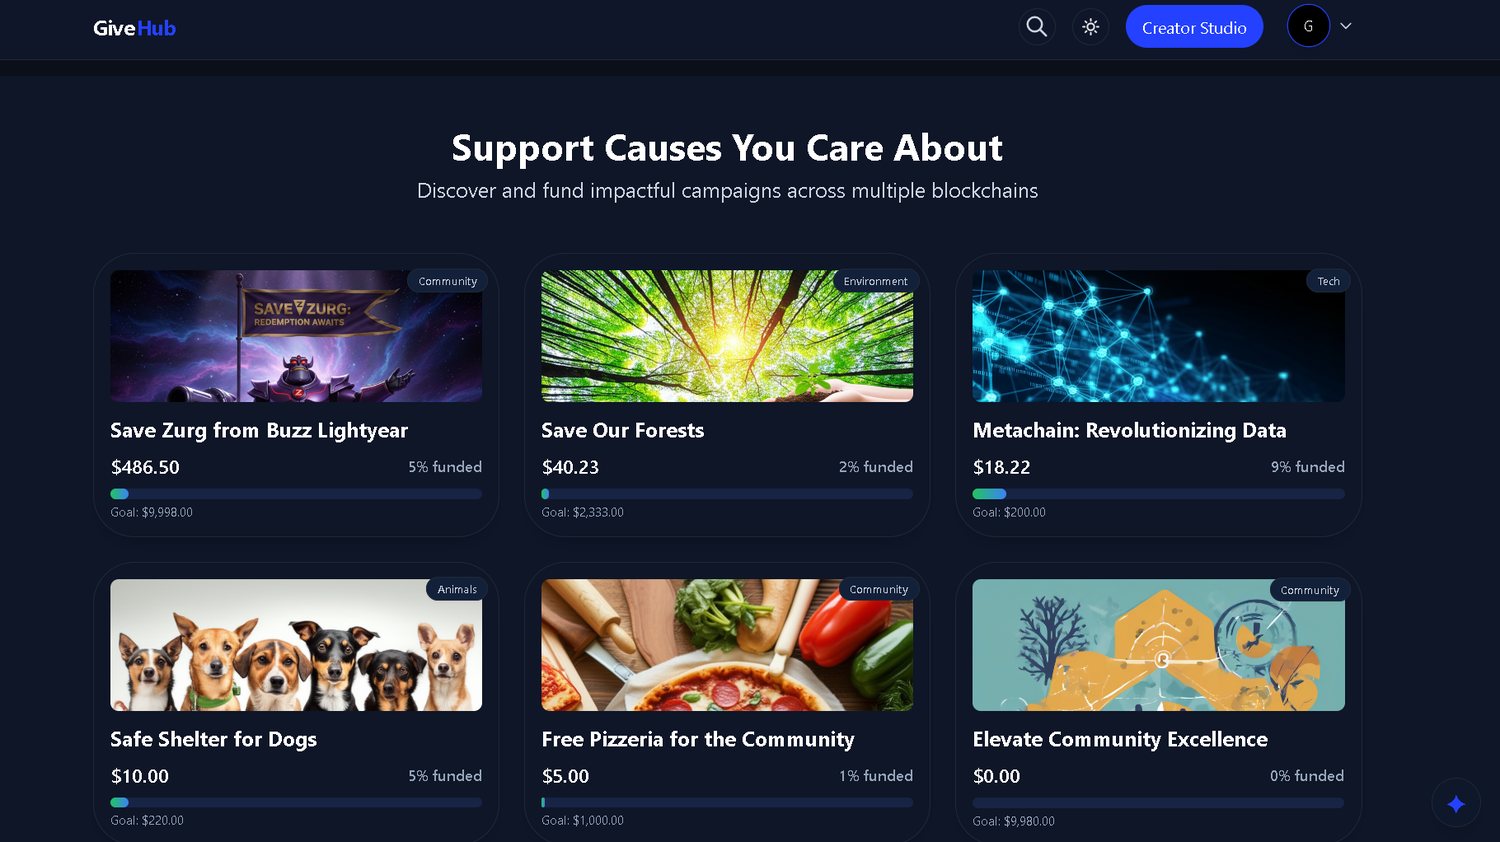 GiveHub
Creator Studio
G
Support Causes You Care About
Discover and fund impactful campaigns across multiple blockchains
Community
SAVE Z ZURG:
REDEMPTION AWAITS
Z
Save Zurg from Buzz Lightyear
$486.50 5% funded
Goal: $9,998.00
Environment
Save Our Forests
$40.23 2% funded
Goal: $2,333.00
Tech
Metachain: Revolutionizing Data
$18.22 9% funded
Goal: $200.00
Animals
Safe Shelter for Dogs
$10.00 5% funded
Goal: $220.00
Community
Free Pizzeria for the Community
$5.00 1% funded
Goal: $1,000.00
Community
Elevate Community Excellence
$0.00 0% funded
Goal: $9,980.00